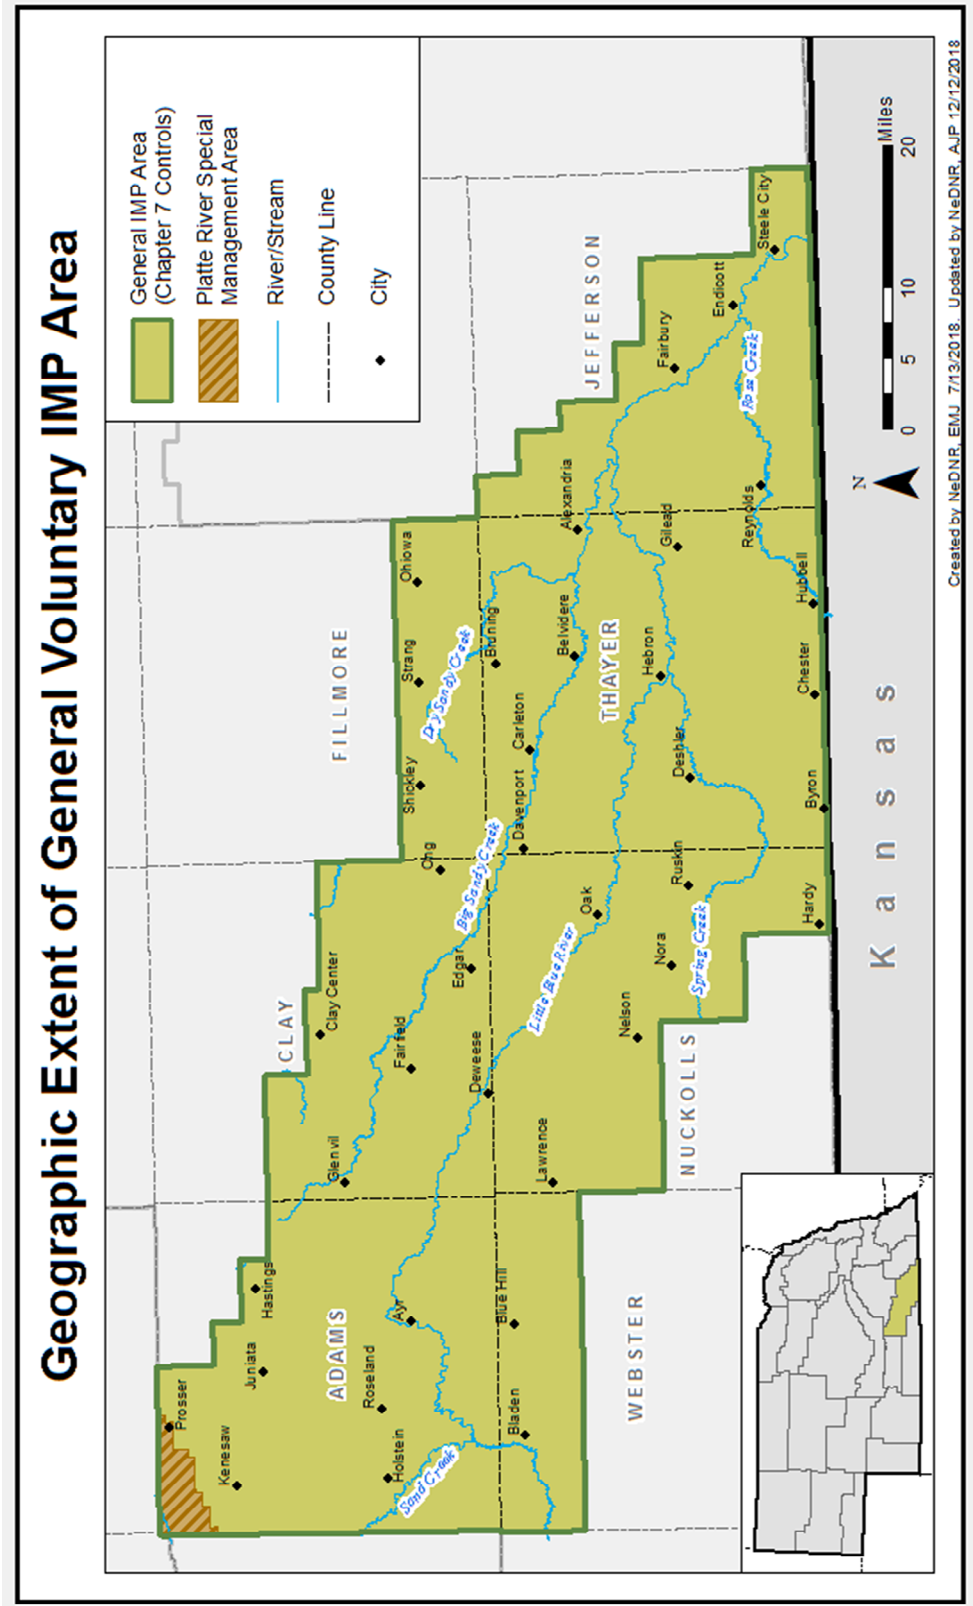 Geographic Extent of General Voluntary IMP Area
General IMP Area
(Chapter 7 Controls)
Platte River Special
Management Area
River/Stream
County Line
City
FILLMORE
CLAY
JEFFERSON
ADAMS
THAYER
WEBSTER
NUCKOLLS
Kansas
Prosser
Kenesaw
Juniata
Hastings
Holstein
Roseland
Ayr
Bladen
Blue Hill
Sand Creek
Glenvil
Clay Center
Fairfield
Edgar
Deweese
Lawrence
Ong
Shickley
Strang
Ohiowa
Dry Sandy Creek
Big Sandy Creek
Little Blue River
Spring Creek
Rose Creek
Davenport
Carleton
Bruning
Belvidere
Alexandria
Oak
Nora
Nelson
Ruskin
Hardy
Deshler
Hebron
Gilead
Byron
Chester
Hubbell
Reynolds
Fairbury
Endicott
Steele City
N
0
5
10
20
Miles
Created by NeDNR, EMJ 7/13/2018. Updated by NeDNR, AJP 12/12/2018